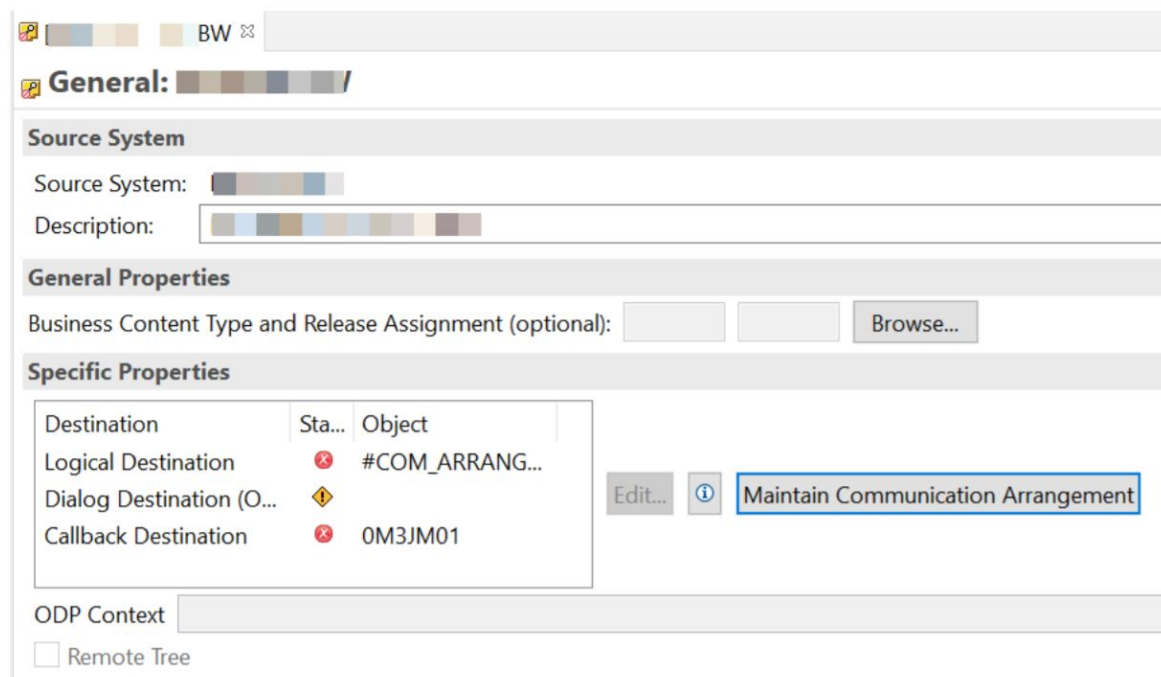 BW
General:
Source System
Source System:
Description:
General Properties
Business Content Type and Release Assignment (optional): Browse...
Specific Properties
Destination Sta... Object
Logical Destination #COM_ARRANG...
Dialog Destination (O...
Callback Destination 0M3JM01
Edit... Maintain Communication Arrangement
ODP Context
Remote Tree